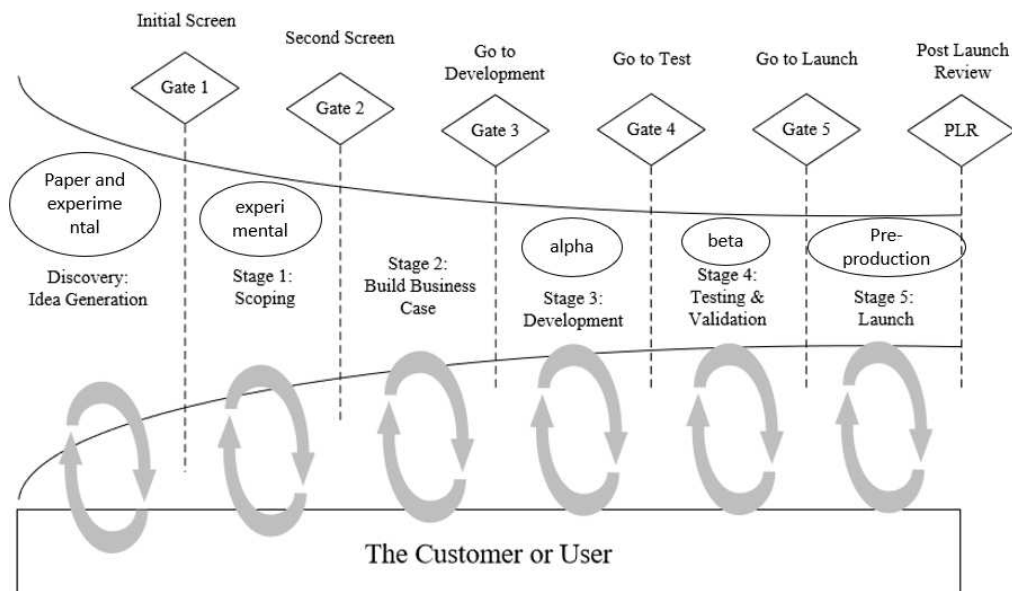 Initial Screen
Second Screen
Go to
Development
Go to Test
Go to Launch
Post Launch
Review
Gate 1
Gate 2
Gate 3
Gate 4
Gate 5
PLR
Paper and
experime
ntal
experi
mental
alpha
beta
Pre-
production
Discovery:
Idea Generation
Stage 1:
Scoping
Stage 2:
Build Business
Case
Stage 3:
Development
Stage 4:
Testing &
Validation
Stage 5:
Launch
The Customer or User